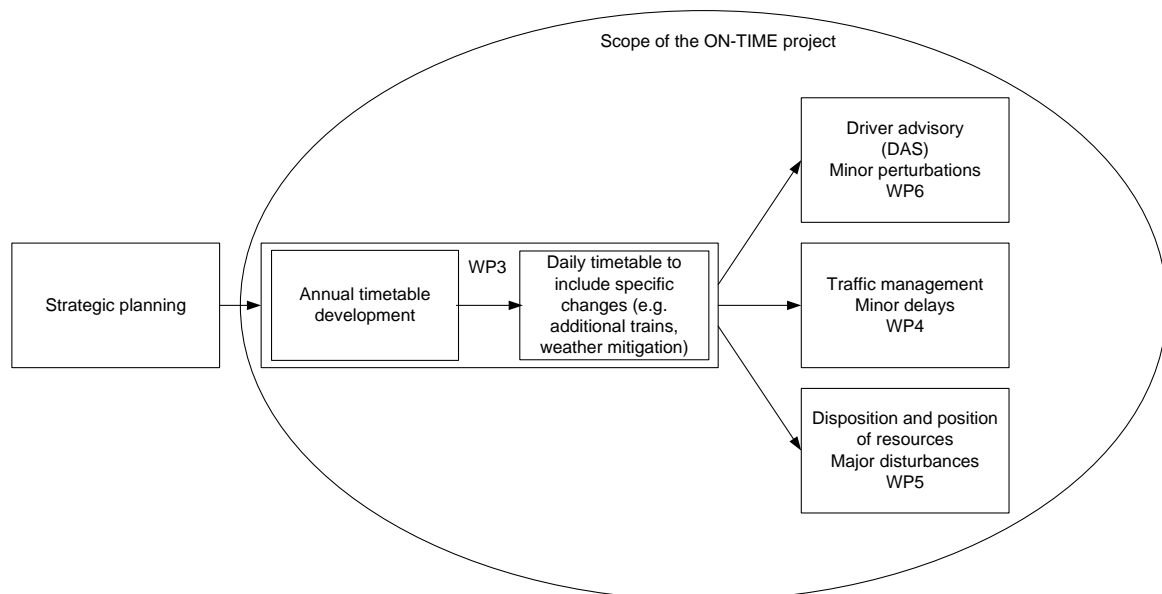 Scope of the ON-TIME project
Strategic planning
Annual timetable
development
WP3
Daily timetable to
include specific
changes (e.g.
additional trains,
weather mitigation)
Driver advisory
(DAS)
Minor perturbations
WP6
Traffic management
Minor delays
WP4
Disposition and position
of resources
Major disturbances
WP5